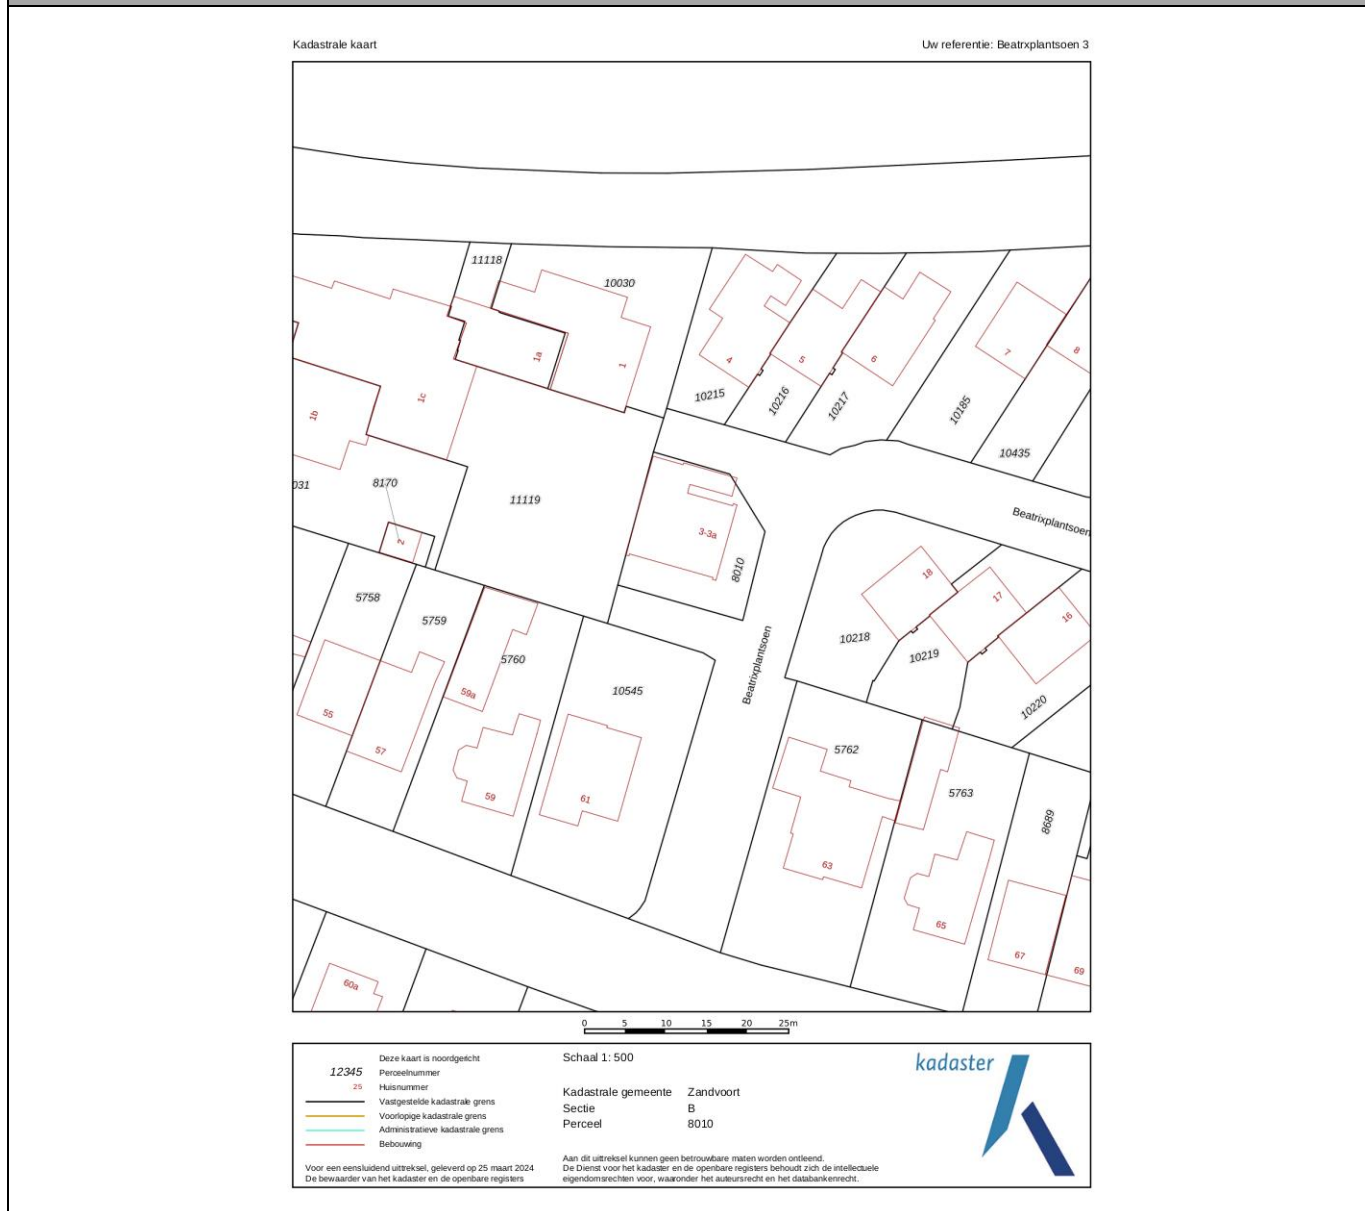 Kadastrale kaart
Uw referentie: Beatrxplantsoen 3
11118
10030
1a
1
1c
1b
4
5
6
7
8
10215
10216
10217
10185
10435
031
8170
11119
2
3-3a
8010
Beatrixplantsoen
18
17
16
10218
10219
10220
Beatrixplantsoen
5758
5759
5760
59a
10545
55
57
59
61
5762
5763
8689
63
65
67
69
60a
0 5 10 15 20 25m
Deze kaart is noordgericht
12345 Perceelnummer
25 Huisnummer
Vastgestelde kadastrale grens
Voorlopige kadastrale grens
Administratieve kadastrale grens
Bebouwing
Voor een eensluidend uittreksel, geleverd op 25 maart 2024
De bewaarder van het kadaster en de openbare registers
Schaal 1: 500
Kadastrale gemeente Zandvoort
Sectie B
Perceel 8010
Aan dit uittreksel kunnen geen betrouwbare maten worden ontleend.
De Dienst voor het kadaster en de openbare registers behoudt zich de intellectuele
eigendomsrechten voor, waaronder het auteursrecht en het databankenrecht.
kadaster